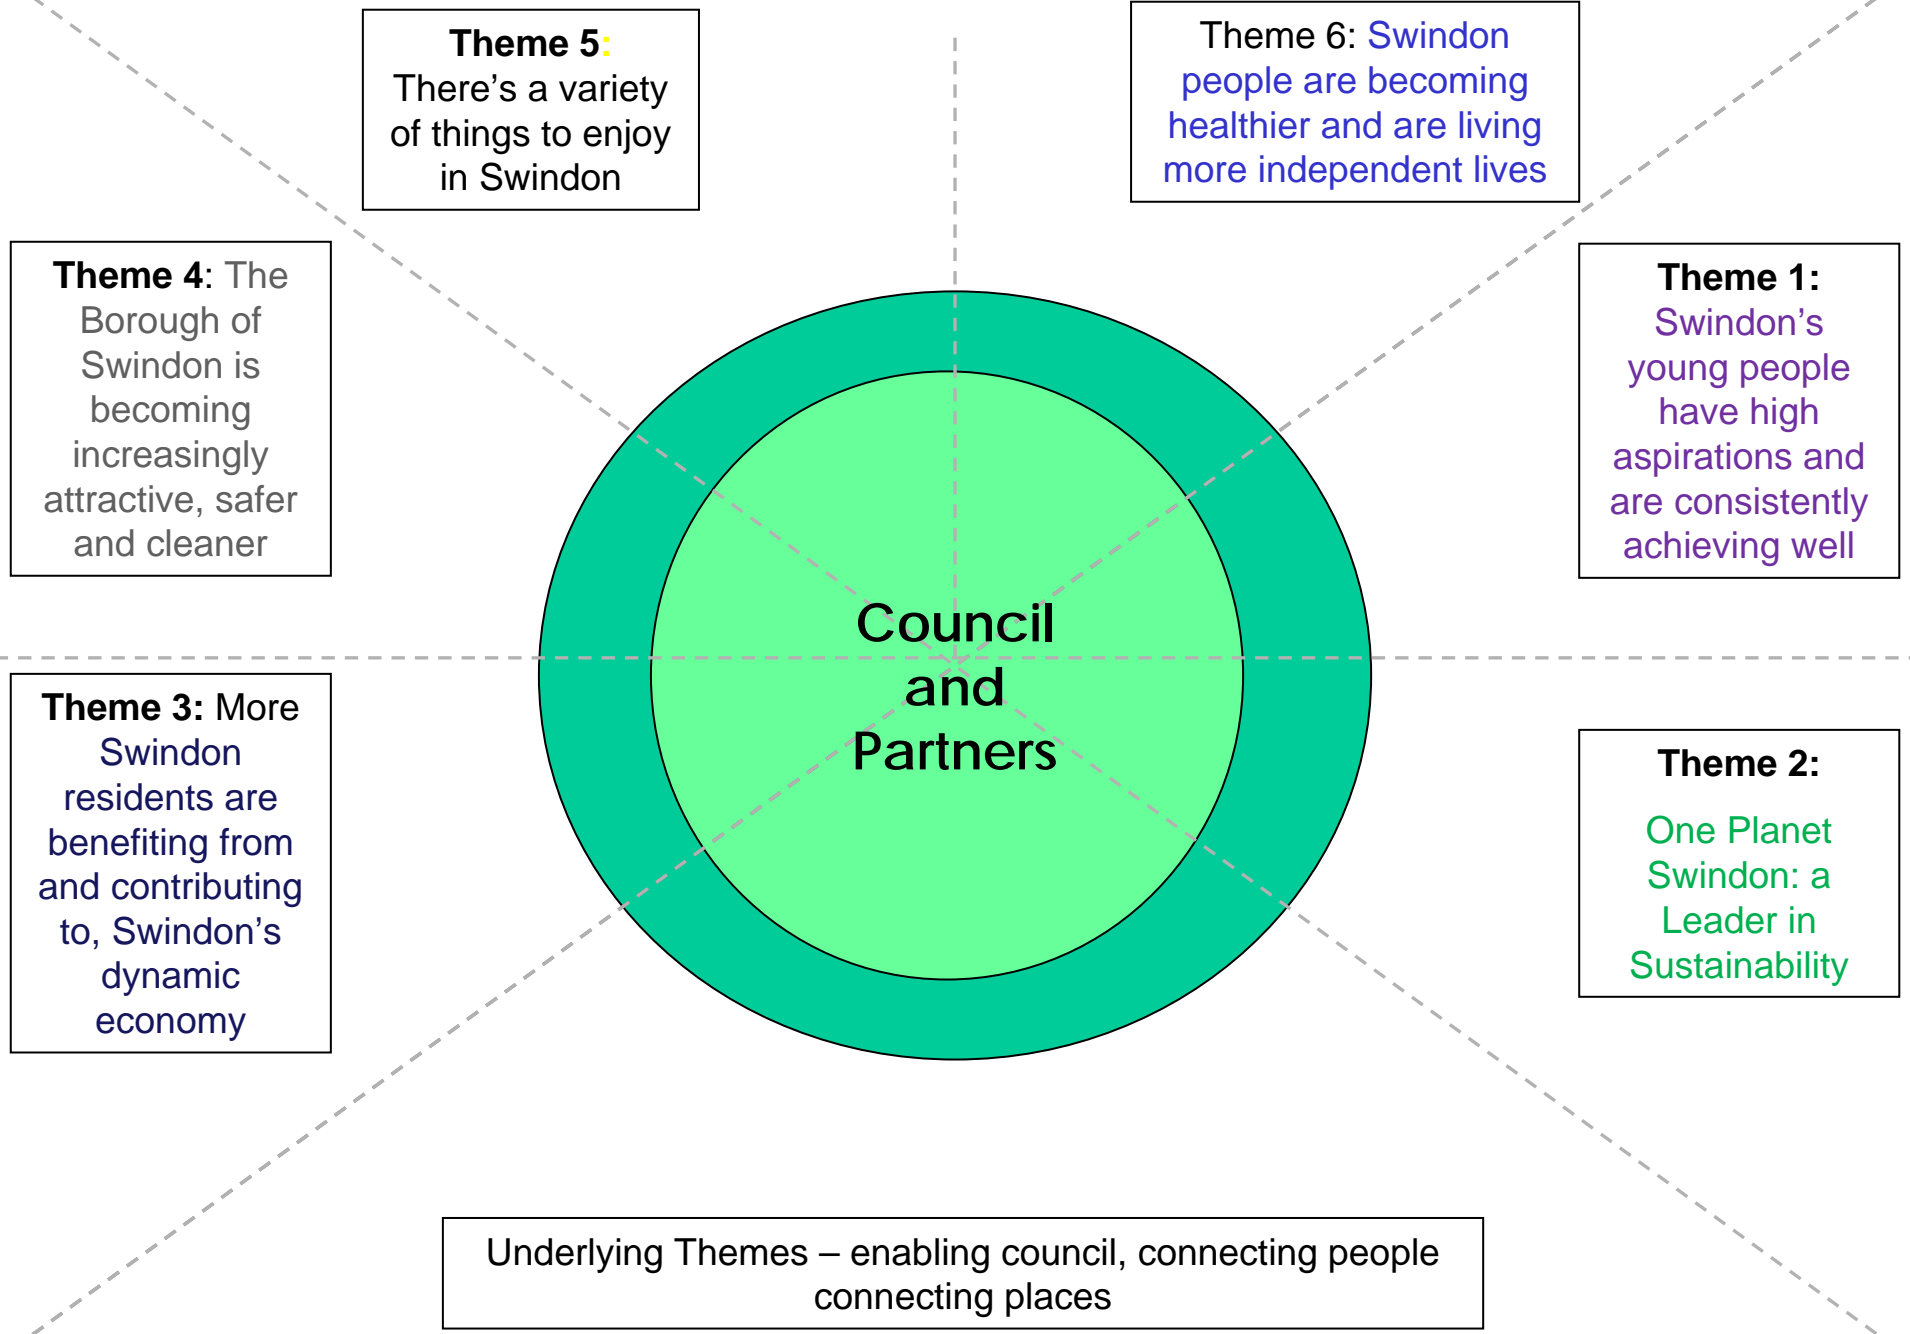 Theme 5:
There’s a variety
of things to enjoy
in Swindon
Theme 6: Swindon
people are becoming
healthier and are living
more independent lives
Theme 4: The
Borough of
Swindon is
becoming
increasingly
attractive, safer
and cleaner
Theme 1:
Swindon’s
young people
have high
aspirations and
are consistently
achieving well
Council
and
Partners
Theme 3: More
Swindon
residents are
benefiting from
and contributing
to, Swindon’s
dynamic
economy
Theme 2:
One Planet
Swindon: a
Leader in
Sustainability
Underlying Themes – enabling council, connecting people
connecting places